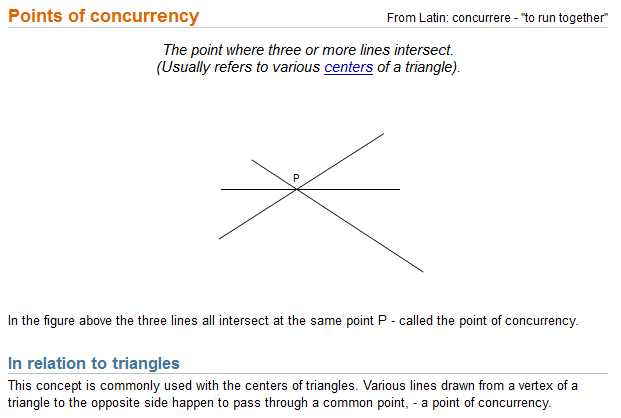 Points of concurrency
From Latin: concurrere - "to run together"
The point where three or more lines intersect.
(Usually refers to various centers of a triangle).
P
In the figure above the three lines all intersect at the same point P - called the point of concurrency.
In relation to triangles
This concept is commonly used with the centers of triangles. Various lines drawn from a vertex of a
triangle to the opposite side happen to pass through a common point, - a point of concurrency.